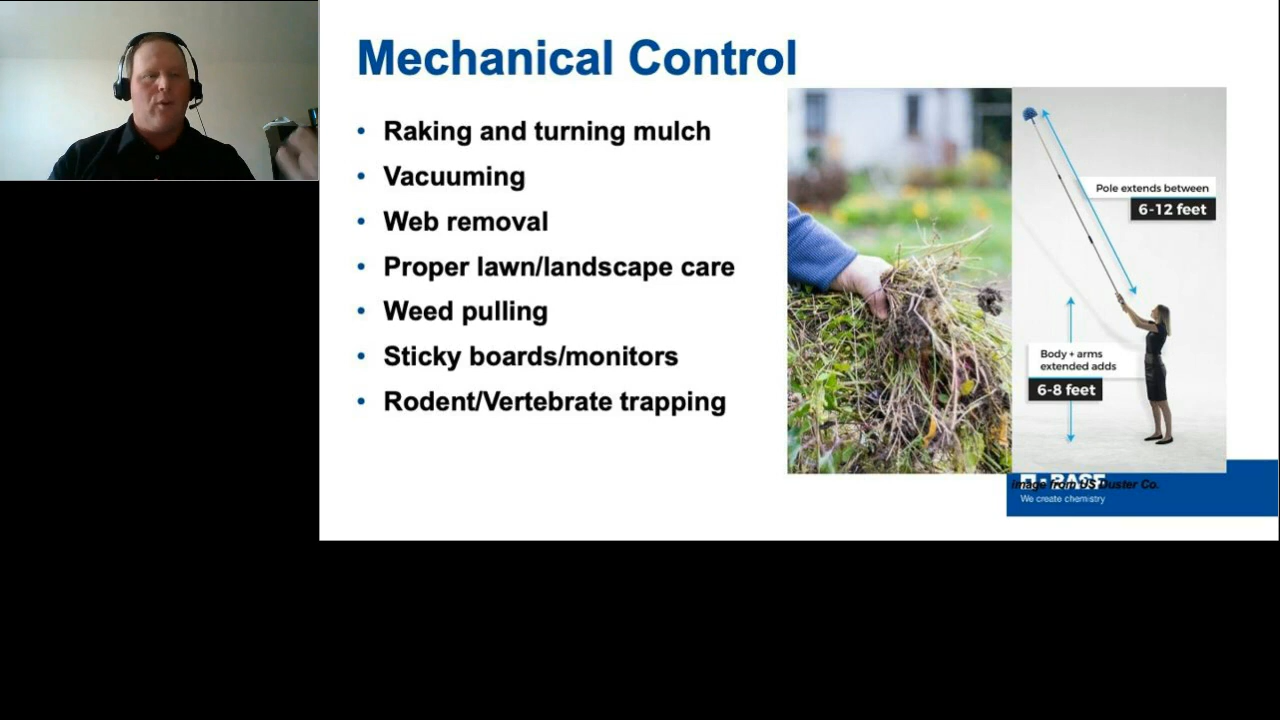 Mechanical Control
• Raking and turning mulch
• Vacuuming
• Web removal
• Proper lawn/landscape care
• Weed pulling
• Sticky boards/monitors
• Rodent/Vertebrate trapping
Pole extends between
6-12 feet
Body + arms
extended adds
6-8 feet
BASF
image from US Duster Co.
We create chemistry